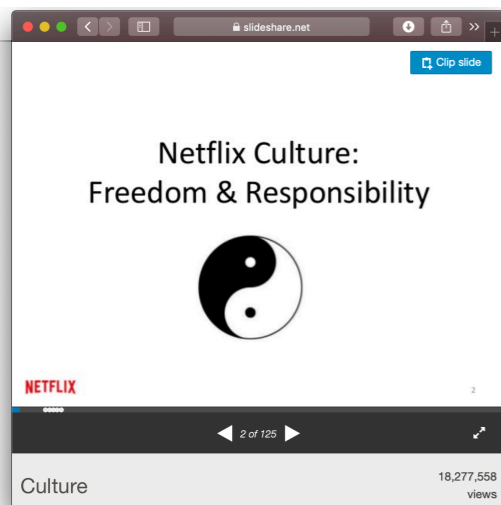 slideshare.net
Clip slide
Netflix Culture:
Freedom & Responsibility
NETFLIX
2
2 of 125
Culture
18,277,558
views